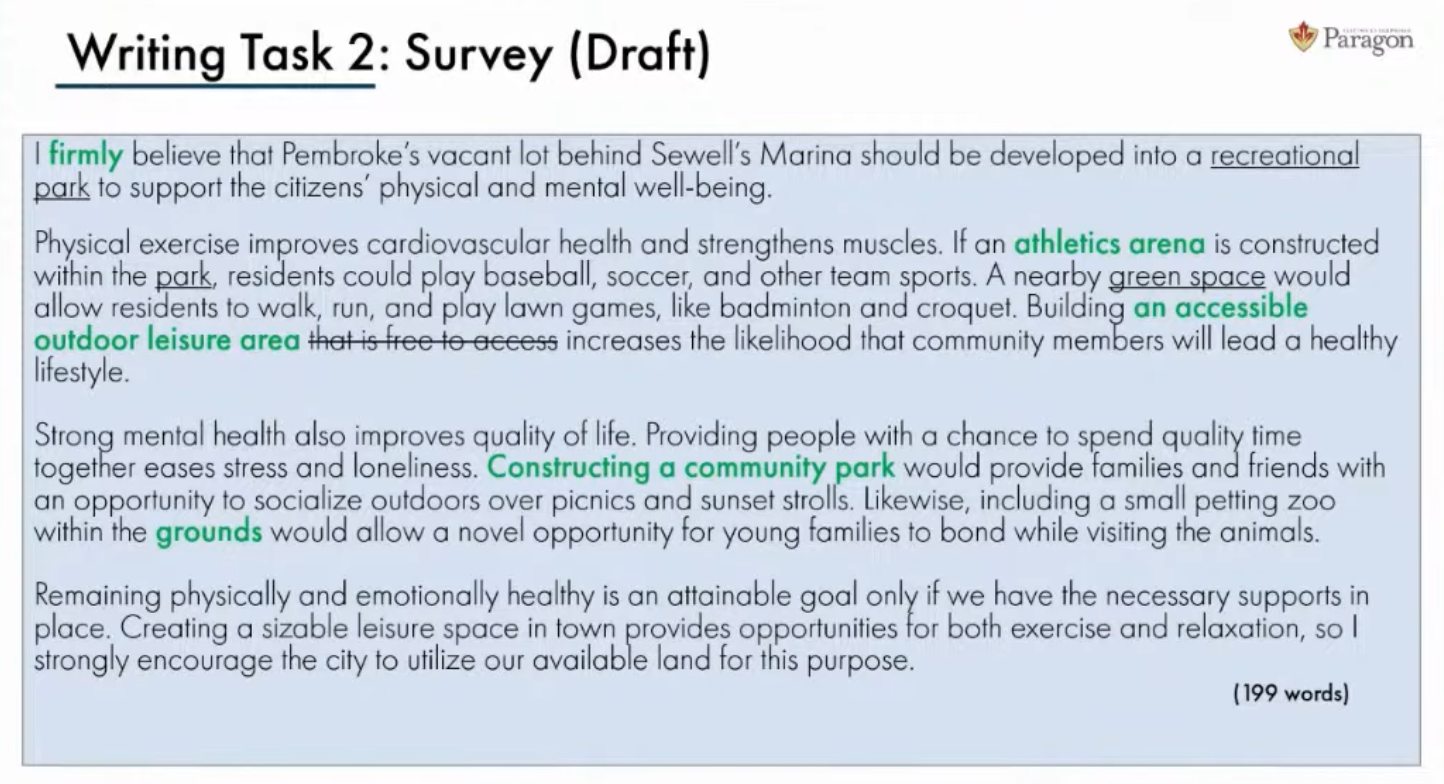 Writing Task 2: Survey (Draft)
Paragon
I firmly believe that Pembroke's vacant lot behind Sewell's Marina should be developed into a recreational
park to support the citizens' physical and mental well-being.
Physical exercise improves cardiovascular health and strengthens muscles. If an athletics arena is constructed
within the park, residents could play baseball, soccer, and other team sports. A nearby green space would
allow residents to walk, run, and play lawn games, like badminton and croquet. Building an accessible
outdoor leisure area that is free to access increases the likelihood that community members will lead a healthy
lifestyle.
Strong mental health also improves quality of life. Providing people with a chance to spend quality time
together eases stress and loneliness. Constructing a community park would provide families and friends with
an opportunity to socialize outdoors over picnics and sunset strolls. Likewise, including a small petting zoo
within the grounds would allow a novel opportunity for young families to bond while visiting the animals.
Remaining physically and emotionally healthy is an attainable goal only if we have the necessary supports in
place. Creating a sizable leisure space in town provides opportunities for both exercise and relaxation, so I
strongly encourage the city to utilize our available land for this purpose.
(199 words)